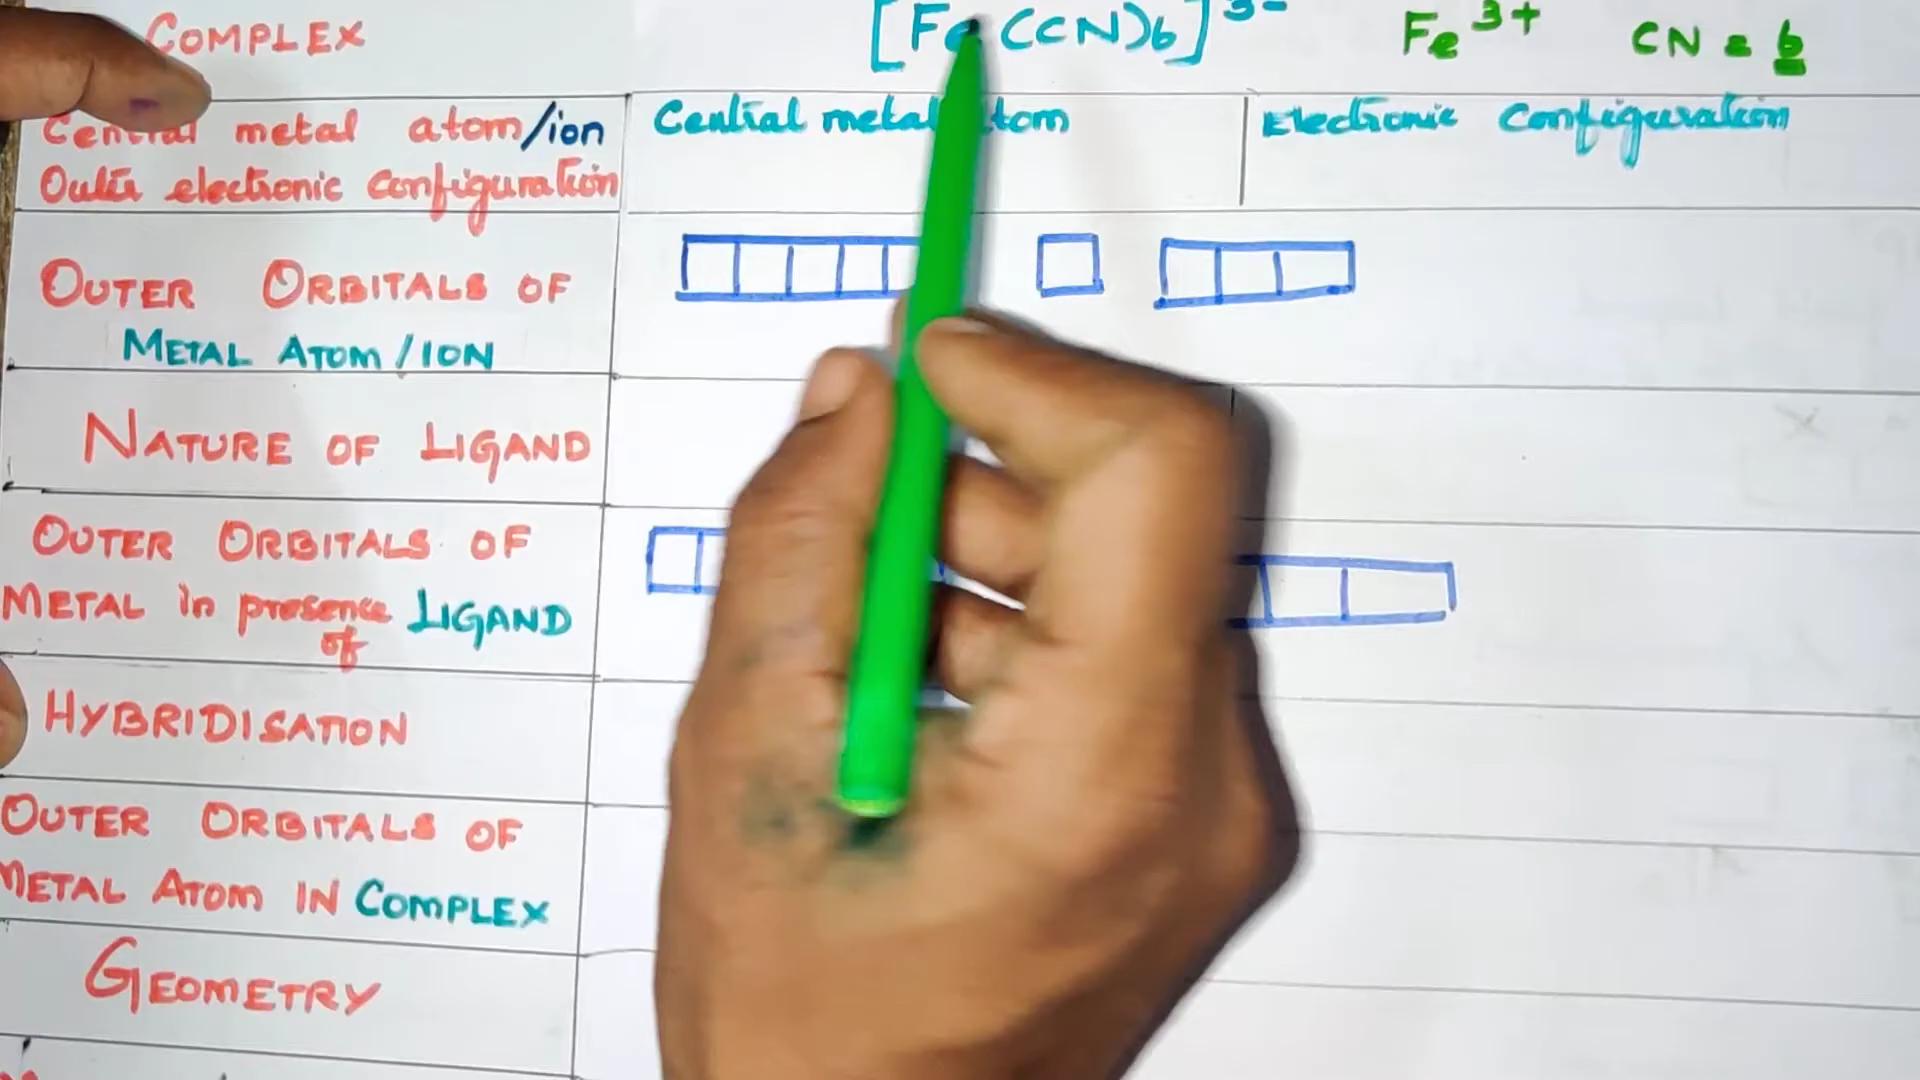 COMPLEX
[Fe(CN)6]3-
Fe3+
CN = 6
Central metal atom/ion
Outer electronic configuration
Central metal atom
Electronic Configuration
OUTER ORBITALS OF
METAL ATOM/ION
NATURE OF LIGAND
OUTER ORBITALS OF
METAL in presence of LIGAND
HYBRIDISATION
OUTER ORBITALS OF
METAL ATOM IN COMPLEX
GEOMETRY